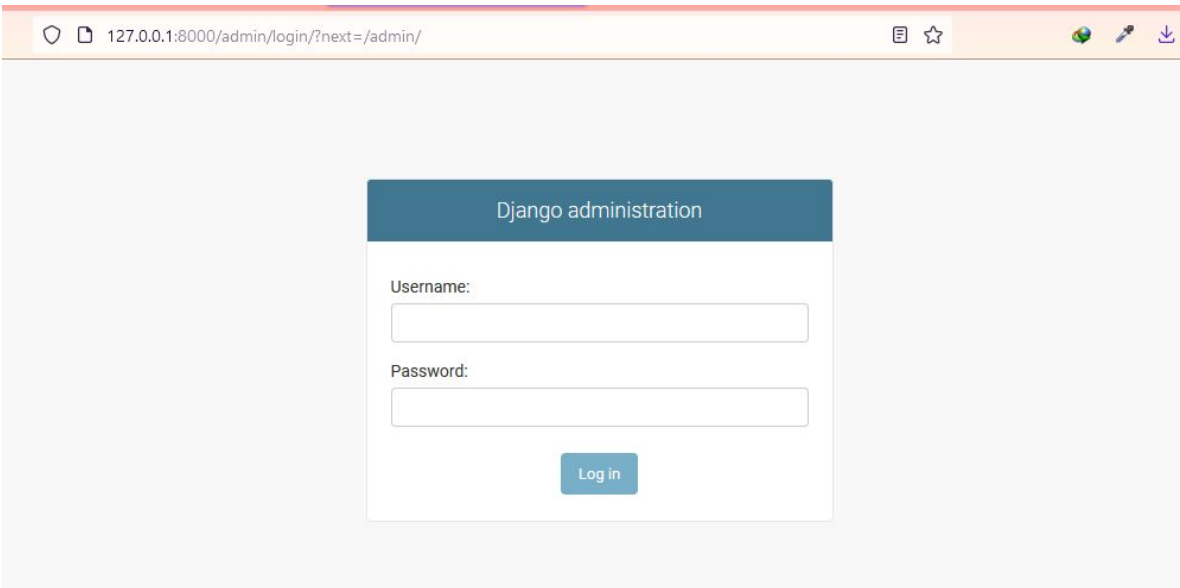 127.0.0.1:8000/admin/login/?next=/admin/
Django administration
Username:
Password:
Log in